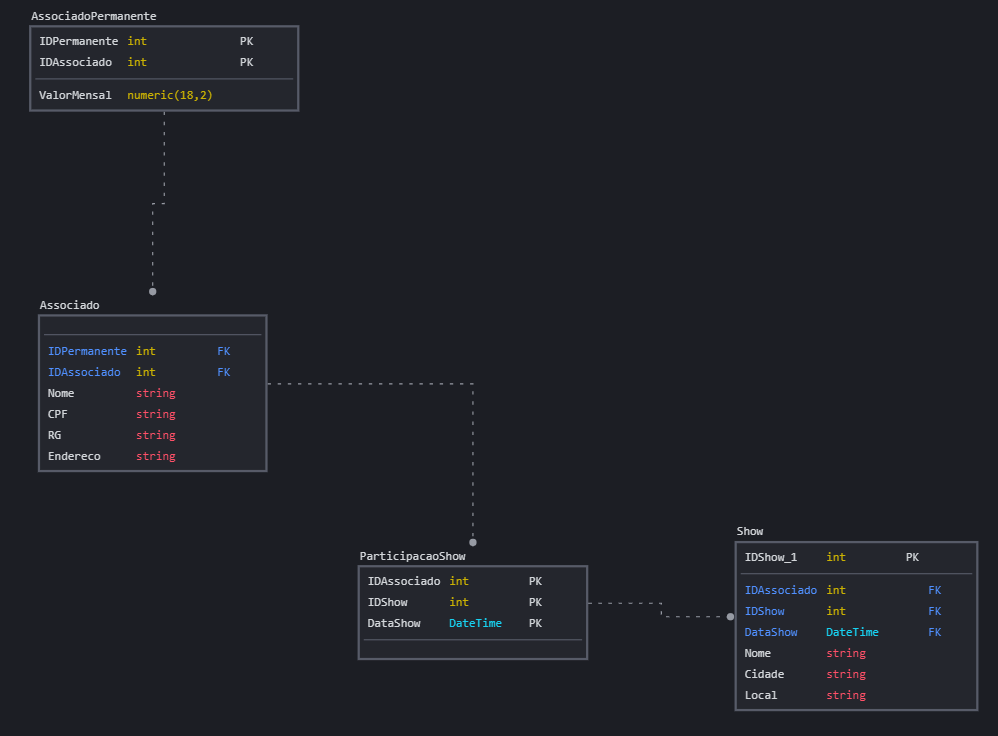 AssociadoPermanente
IDPermanente int PK
IDAssociado int PK
ValorMensal numeric(18,2)
Associado
IDPermanente int FK
IDAssociado int FK
Nome string
CPF string
RG string
Endereco string
ParticipacaoShow
IDAssociado int PK
IDShow int PK
DataShow DateTime PK
Show
IDShow_1 int PK
IDAssociado int FK
IDShow int FK
DataShow DateTime FK
Nome string
Cidade string
Local string